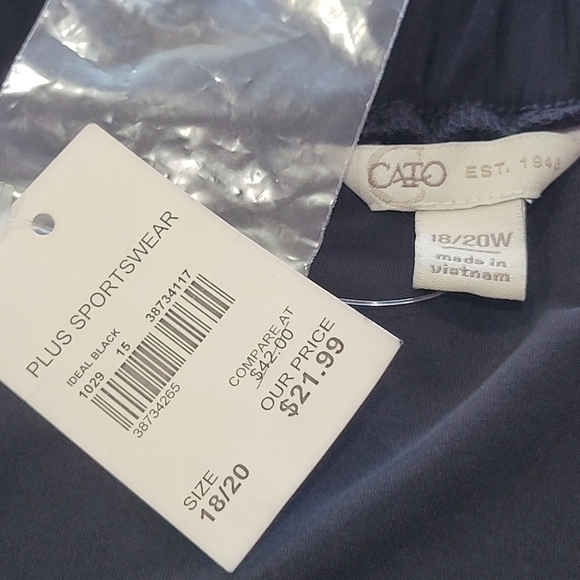 PLUS SPORTSWEAR
IDEAL BLACK
1029 15 38734117
38734265
COMPARE AT
$42.00
OUR PRICE
$21.99
SIZE
18/20
CATO EST. 1946
18/20W
made in
Vietnam